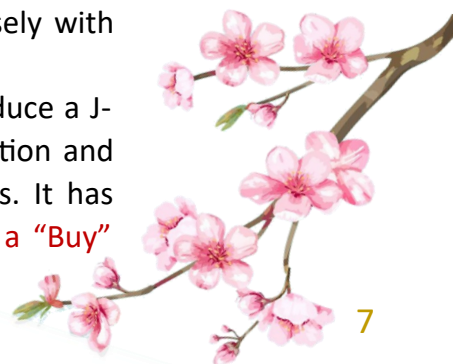 sely with
duce a J-
tion and
s. It has
a “Buy”
7